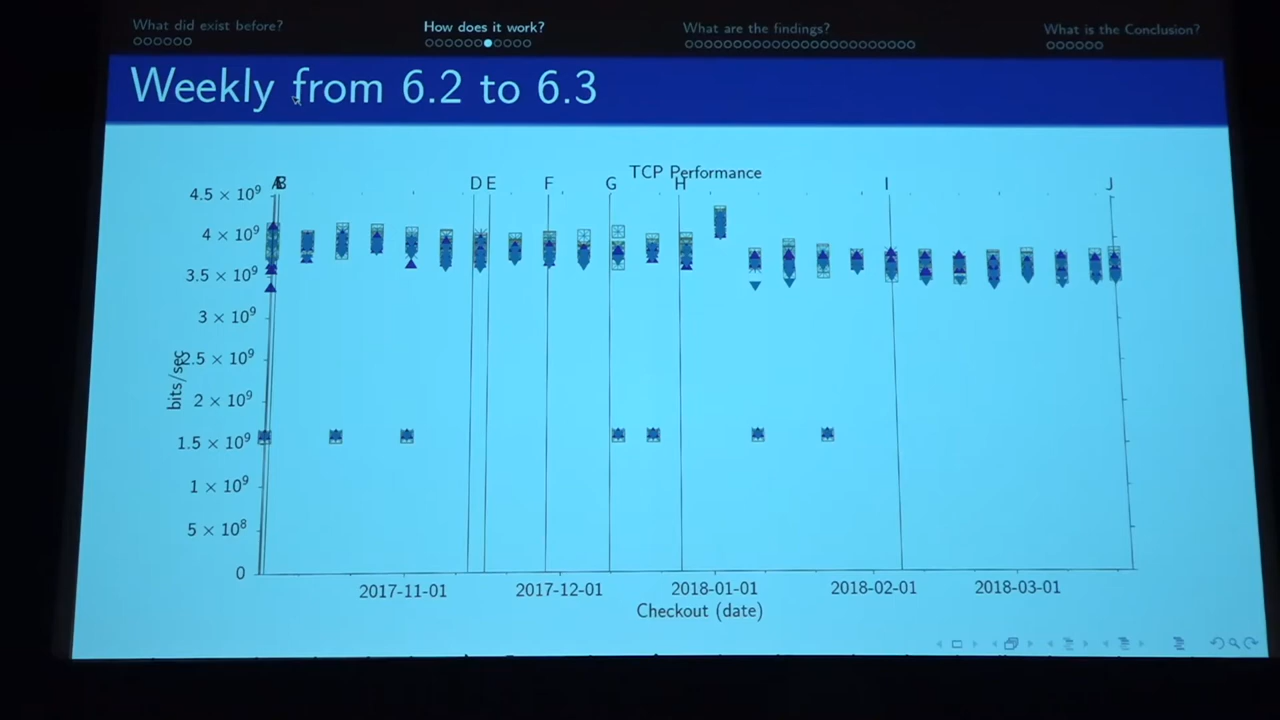 What did exist before?
How does it work?
What are the findings?
What is the Conclusion?
Weekly from 6.2 to 6.3
TCP Performance
D E F G H I J
4.5 × 10⁹
4 × 10⁹
3.5 × 10⁹
3 × 10⁹
2.5 × 10⁹
2 × 10⁹
1.5 × 10⁹
1 × 10⁹
5 × 10⁸
0
bits/sec
2017-11-01 2017-12-01 2018-01-01 2018-02-01 2018-03-01
Checkout (date)